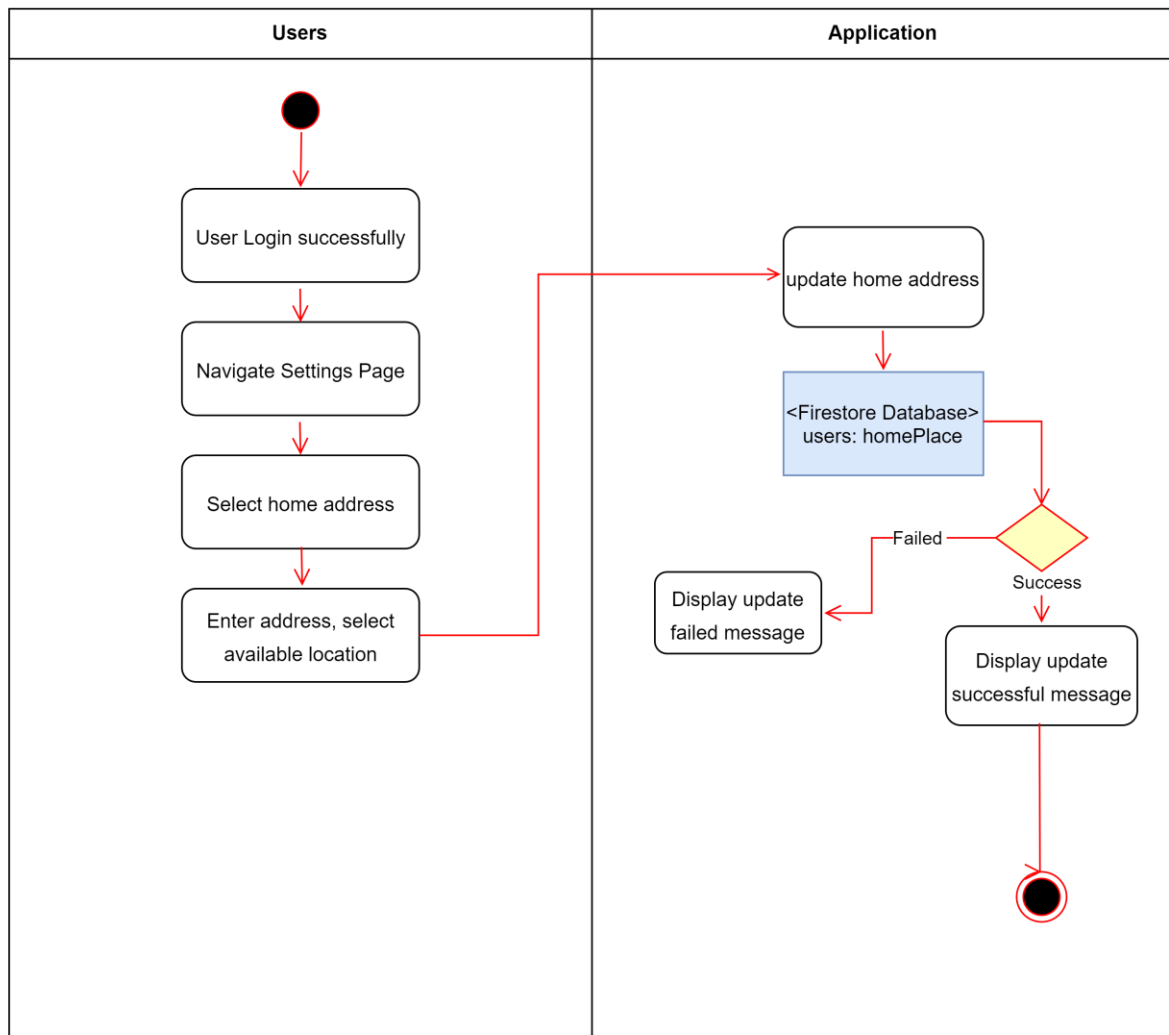 Users
Application
User Login successfully
Navigate Settings Page
Select home address
Enter address, select
available location
update home address
<Firestore Database>
users: homePlace
Failed
Success
Display update
failed message
Display update
successful message